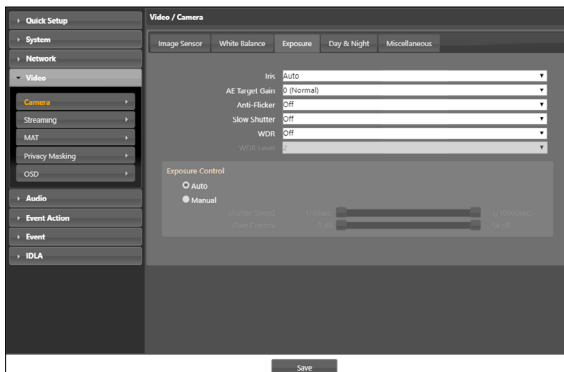 Quick Setup
System
Network
Video
Camera
Streaming
MAT
Privacy Masking
OSD
Audio
Event Action
Event
IDLA
Video / Camera
Image Sensor White Balance Exposure Day & Night Miscellaneous
Iris Auto
AE Target Gain 0 (Normal)
Anti-Flicker Off
Slow Shutter Off
WDR Off
WDR Level 2
Exposure Control
Auto
Manual
Shutter Speed
Gain Control
Save